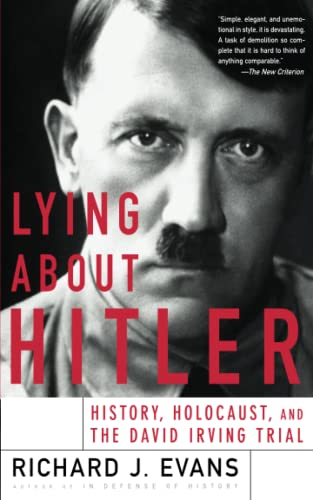 "Simple, elegant, and unemo-
tional in style, it is devastating.
A task of demolition so com-
plete that it is hard to think of
anything comparable."
—The New Criterion
LYING
ABOUT
HITLER
HISTORY, HOLOCAUST, AND
THE DAVID IRVING TRIAL
RICHARD J. EVANS
author of IN DEFENSE OF HISTORY